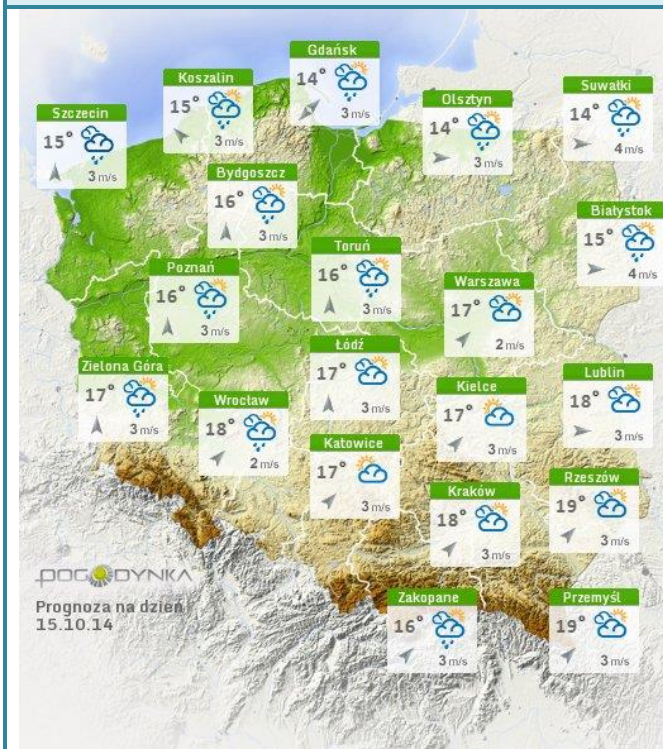 Gdańsk
14°
3 m/s
Koszalin
15°
3 m/s
Suwałki
14°
4 m/s
Olsztyn
14°
3 m/s
Szczecin
15°
3 m/s
Bydgoszcz
16°
3 m/s
Białystok
15°
4 m/s
Toruń
16°
3 m/s
Poznań
16°
3 m/s
Warszawa
17°
2 m/s
Łódź
17°
3 m/s
Zielona Góra
17°
3 m/s
Lublin
18°
3 m/s
Kielce
17°
3 m/s
Wrocław
18°
2 m/s
Katowice
17°
3 m/s
Rzeszów
19°
3 m/s
Kraków
18°
3 m/s
POGODYNKA
Prognoza na dzień
15.10.14
Zakopane
16°
3 m/s
Przemyśl
19°
3 m/s